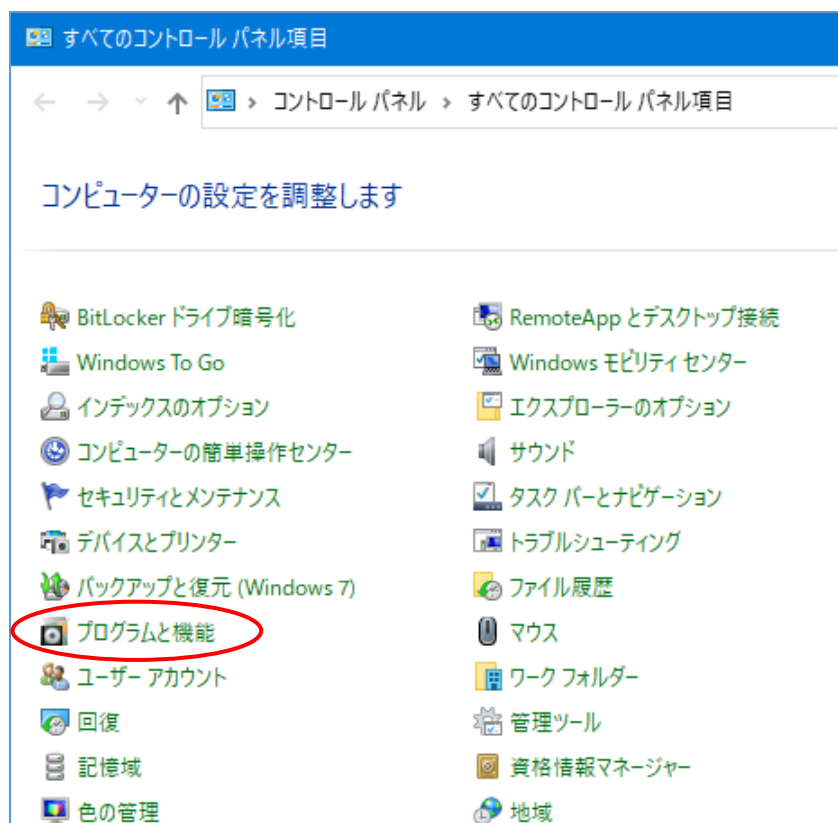 すべてのコントロール パネル項目
コントロール パネル › すべてのコントロール パネル項目
コンピューターの設定を調整します
BitLocker ドライブ暗号化
RemoteApp とデスクトップ接続
Windows To Go
Windows モビリティ センター
インデックスのオプション
エクスプローラーのオプション
コンピューターの簡単操作センター
サウンド
セキュリティとメンテナンス
タスク バーとナビゲーション
デバイスとプリンター
トラブルシューティング
バックアップと復元 (Windows 7)
ファイル履歴
プログラムと機能
マウス
ユーザー アカウント
ワーク フォルダー
回復
管理ツール
記憶域
資格情報マネージャー
色の管理
地域